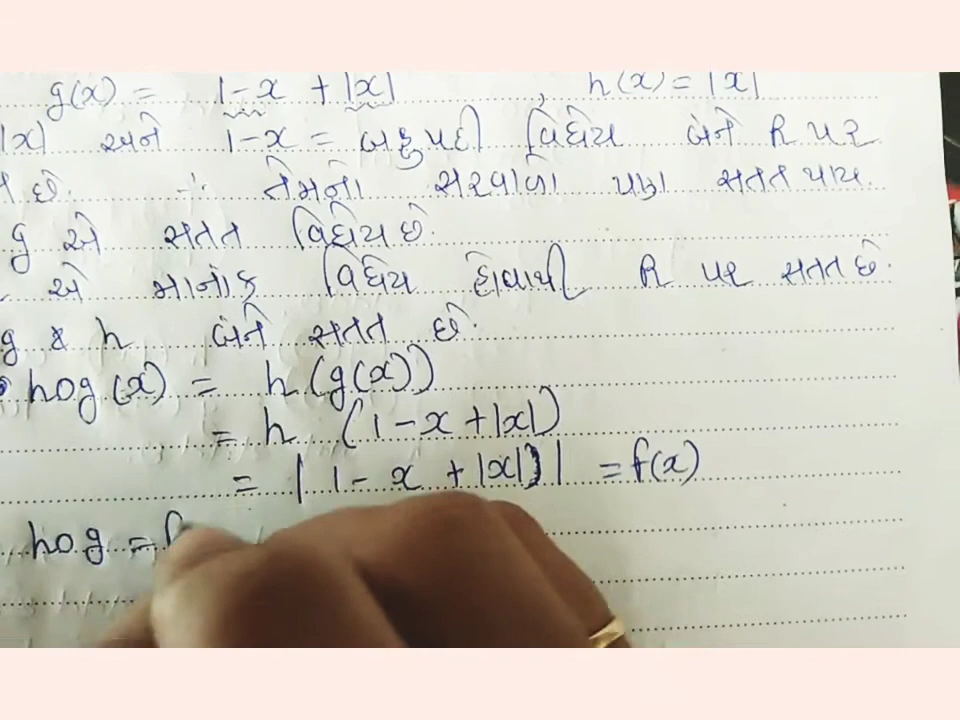 g(x) = 1-x + |x| , h(x) = |x|
|x| અને 1-x = બહુપદી વિધેય બંને R પર
છે. ∴ તેમનો સરવાળો પણ સતત થાય.
g એ સતત વિધેય છે.
એ માનાંક વિધેય હોવાથી R પર સતત છે.
g & h બંને સતત છે.
hog(x) = h(g(x))
= h (1-x+|x|)
= | 1- x + |x|)| = f(x)
hog = f